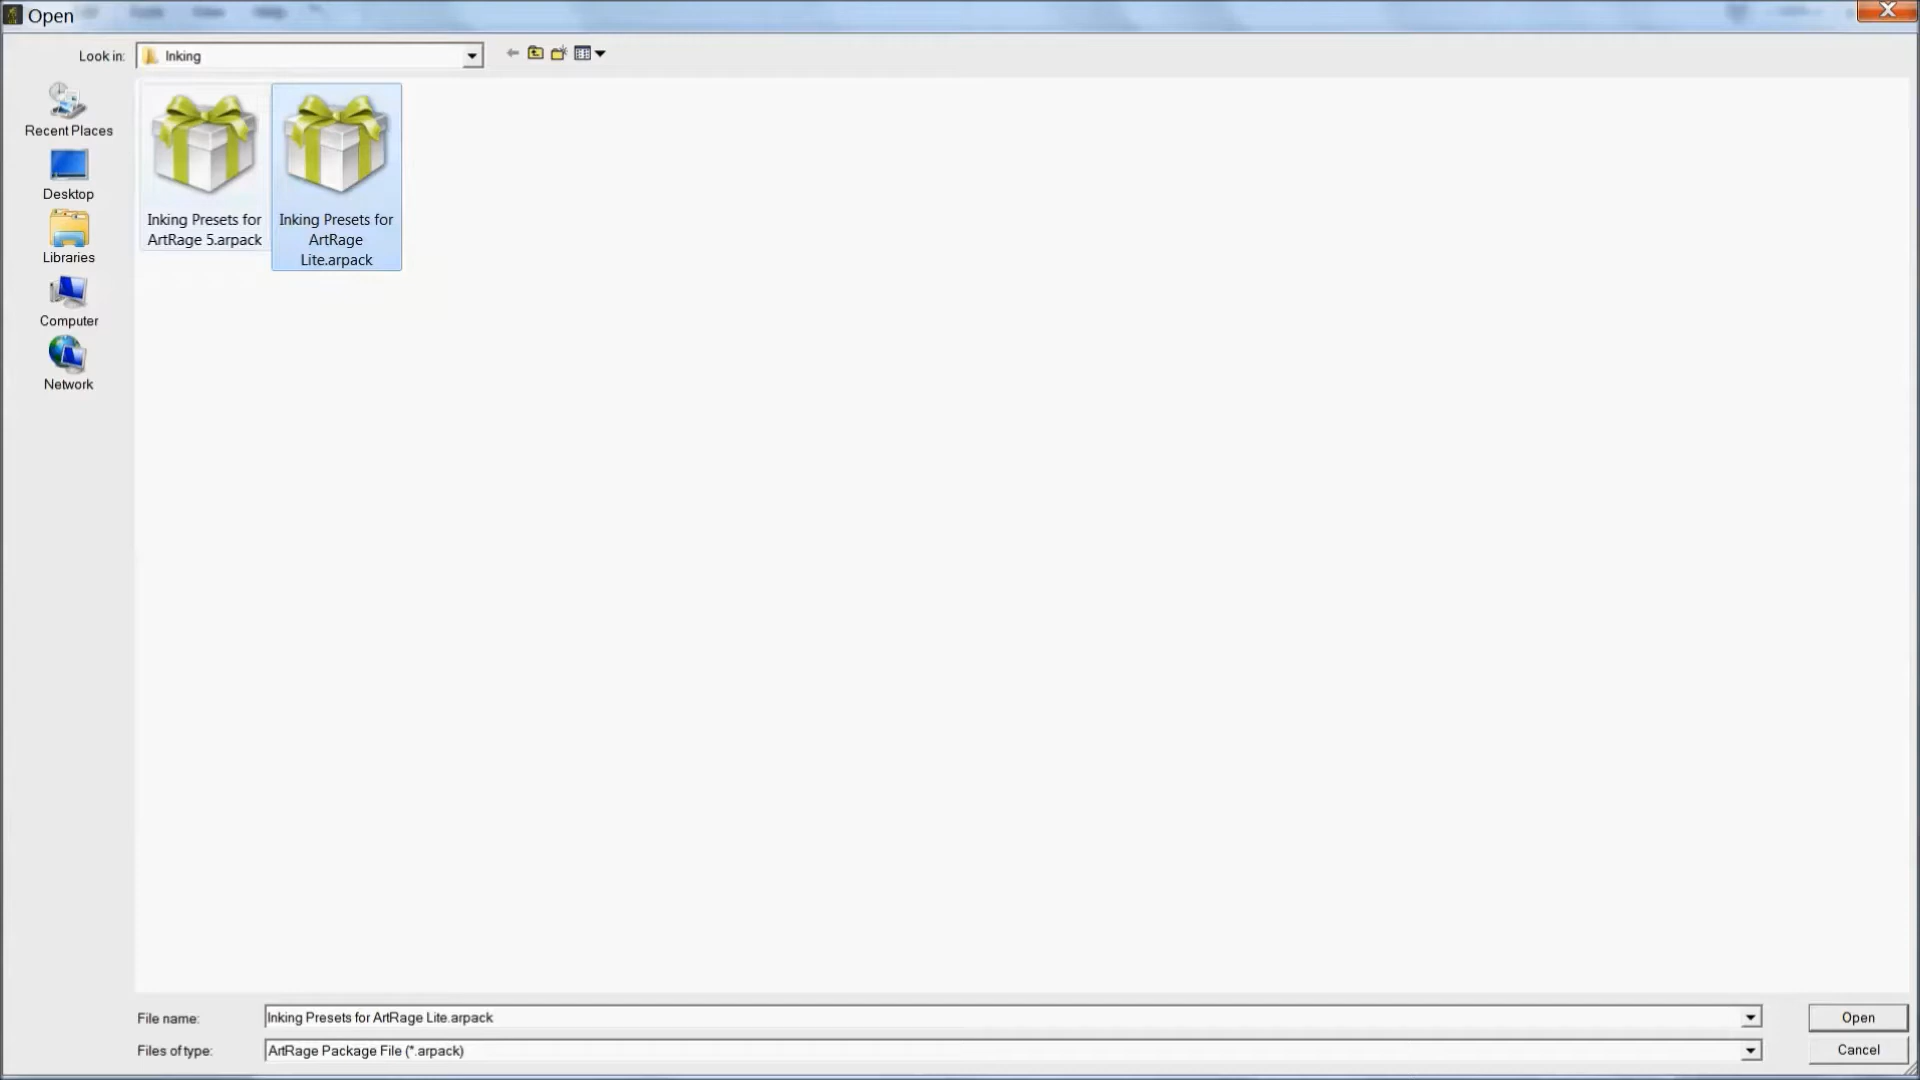 Open
Look in:
Inking
Recent Places
Desktop
Libraries
Computer
Network
Inking Presets for
ArtRage 5.arpack
Inking Presets for
ArtRage
Lite.arpack
File name:
Inking Presets for ArtRage Lite.arpack
Open
Files of type:
ArtRage Package File (*.arpack)
Cancel